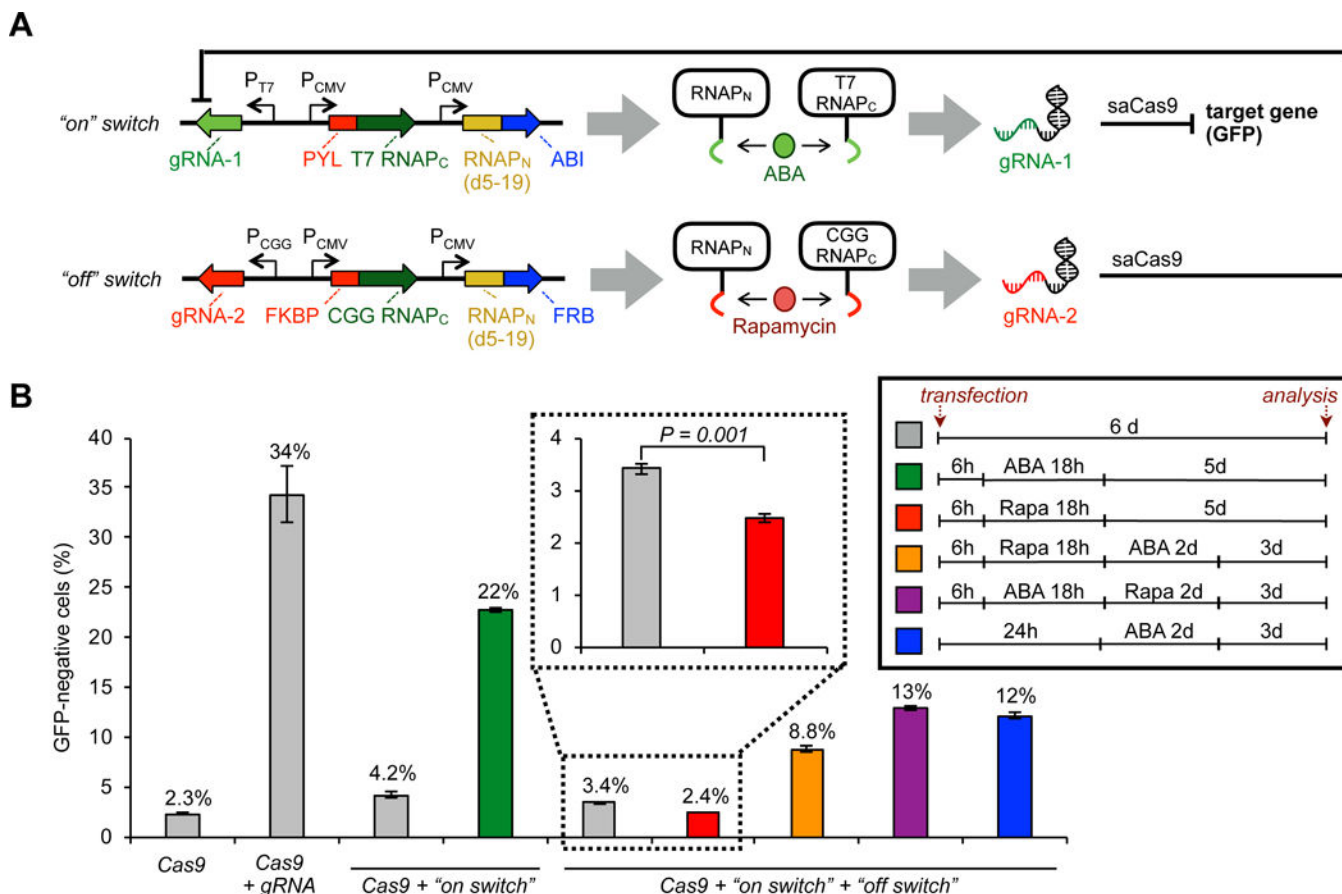 A
P_T7 P_CMV P_CMV
"on" switch
gRNA-1 PYL T7 RNAP_C RNAP_N (d5-19) ABI
RNAP_N
T7 RNAP_C
ABA
gRNA-1
saCas9
target gene (GFP)
P_CGG P_CMV P_CMV
"off" switch
gRNA-2 FKBP CGG RNAP_C RNAP_N (d5-19) FRB
RNAP_N
CGG RNAP_C
Rapamycin
gRNA-2
saCas9
B
GFP-negative cels (%)
40
35
30
25
20
15
10
5
0
2.3%
34%
4.2%
22%
3.4%
2.4%
8.8%
13%
12%
Cas9
Cas9 + gRNA
Cas9 + "on switch"
Cas9 + "on switch" + "off switch"
P = 0.001
4
3
2
1
0
transfection analysis
6 d
6h ABA 18h 5d
6h Rapa 18h 5d
6h Rapa 18h ABA 2d 3d
6h ABA 18h Rapa 2d 3d
24h ABA 2d 3d